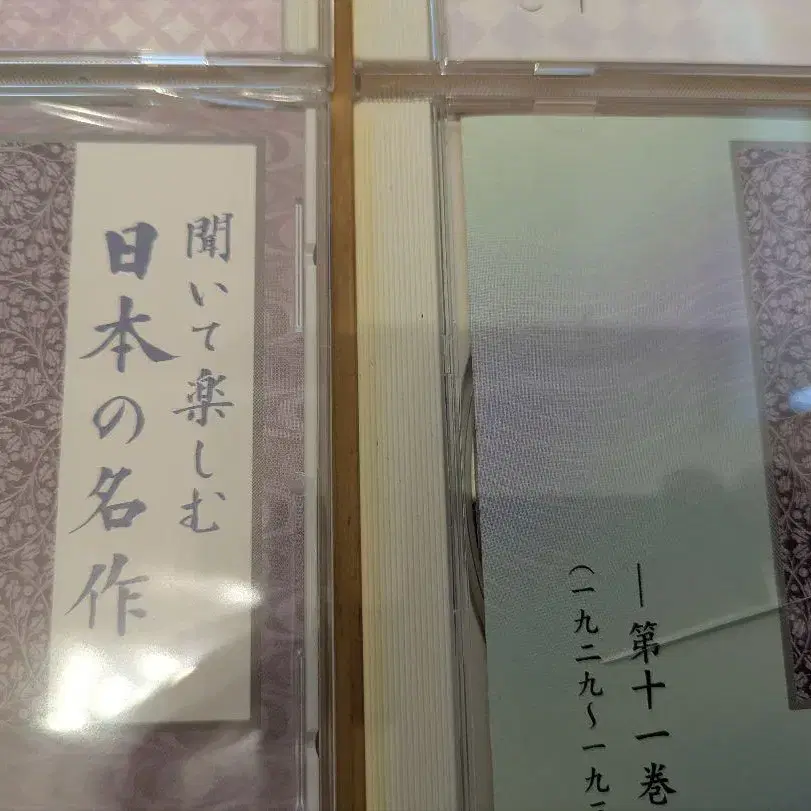 聞いて楽しむ
日本の名作
—第十一巻
(一九二九〜一九三